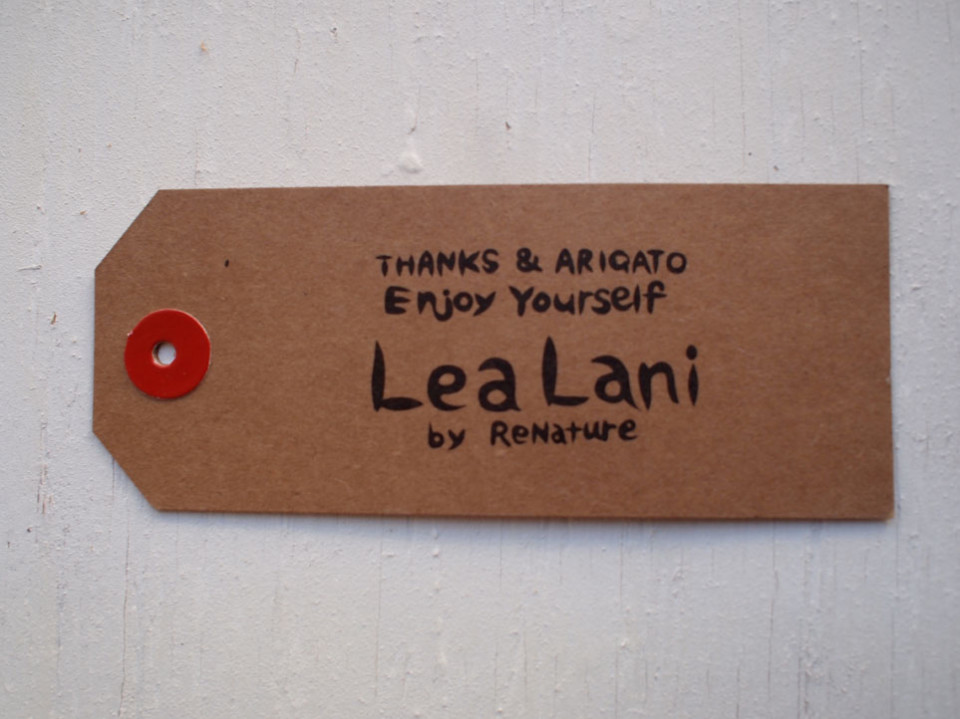 THANKS & ARIGATO
Enjoy Yourself
Lea Lani
by ReNature